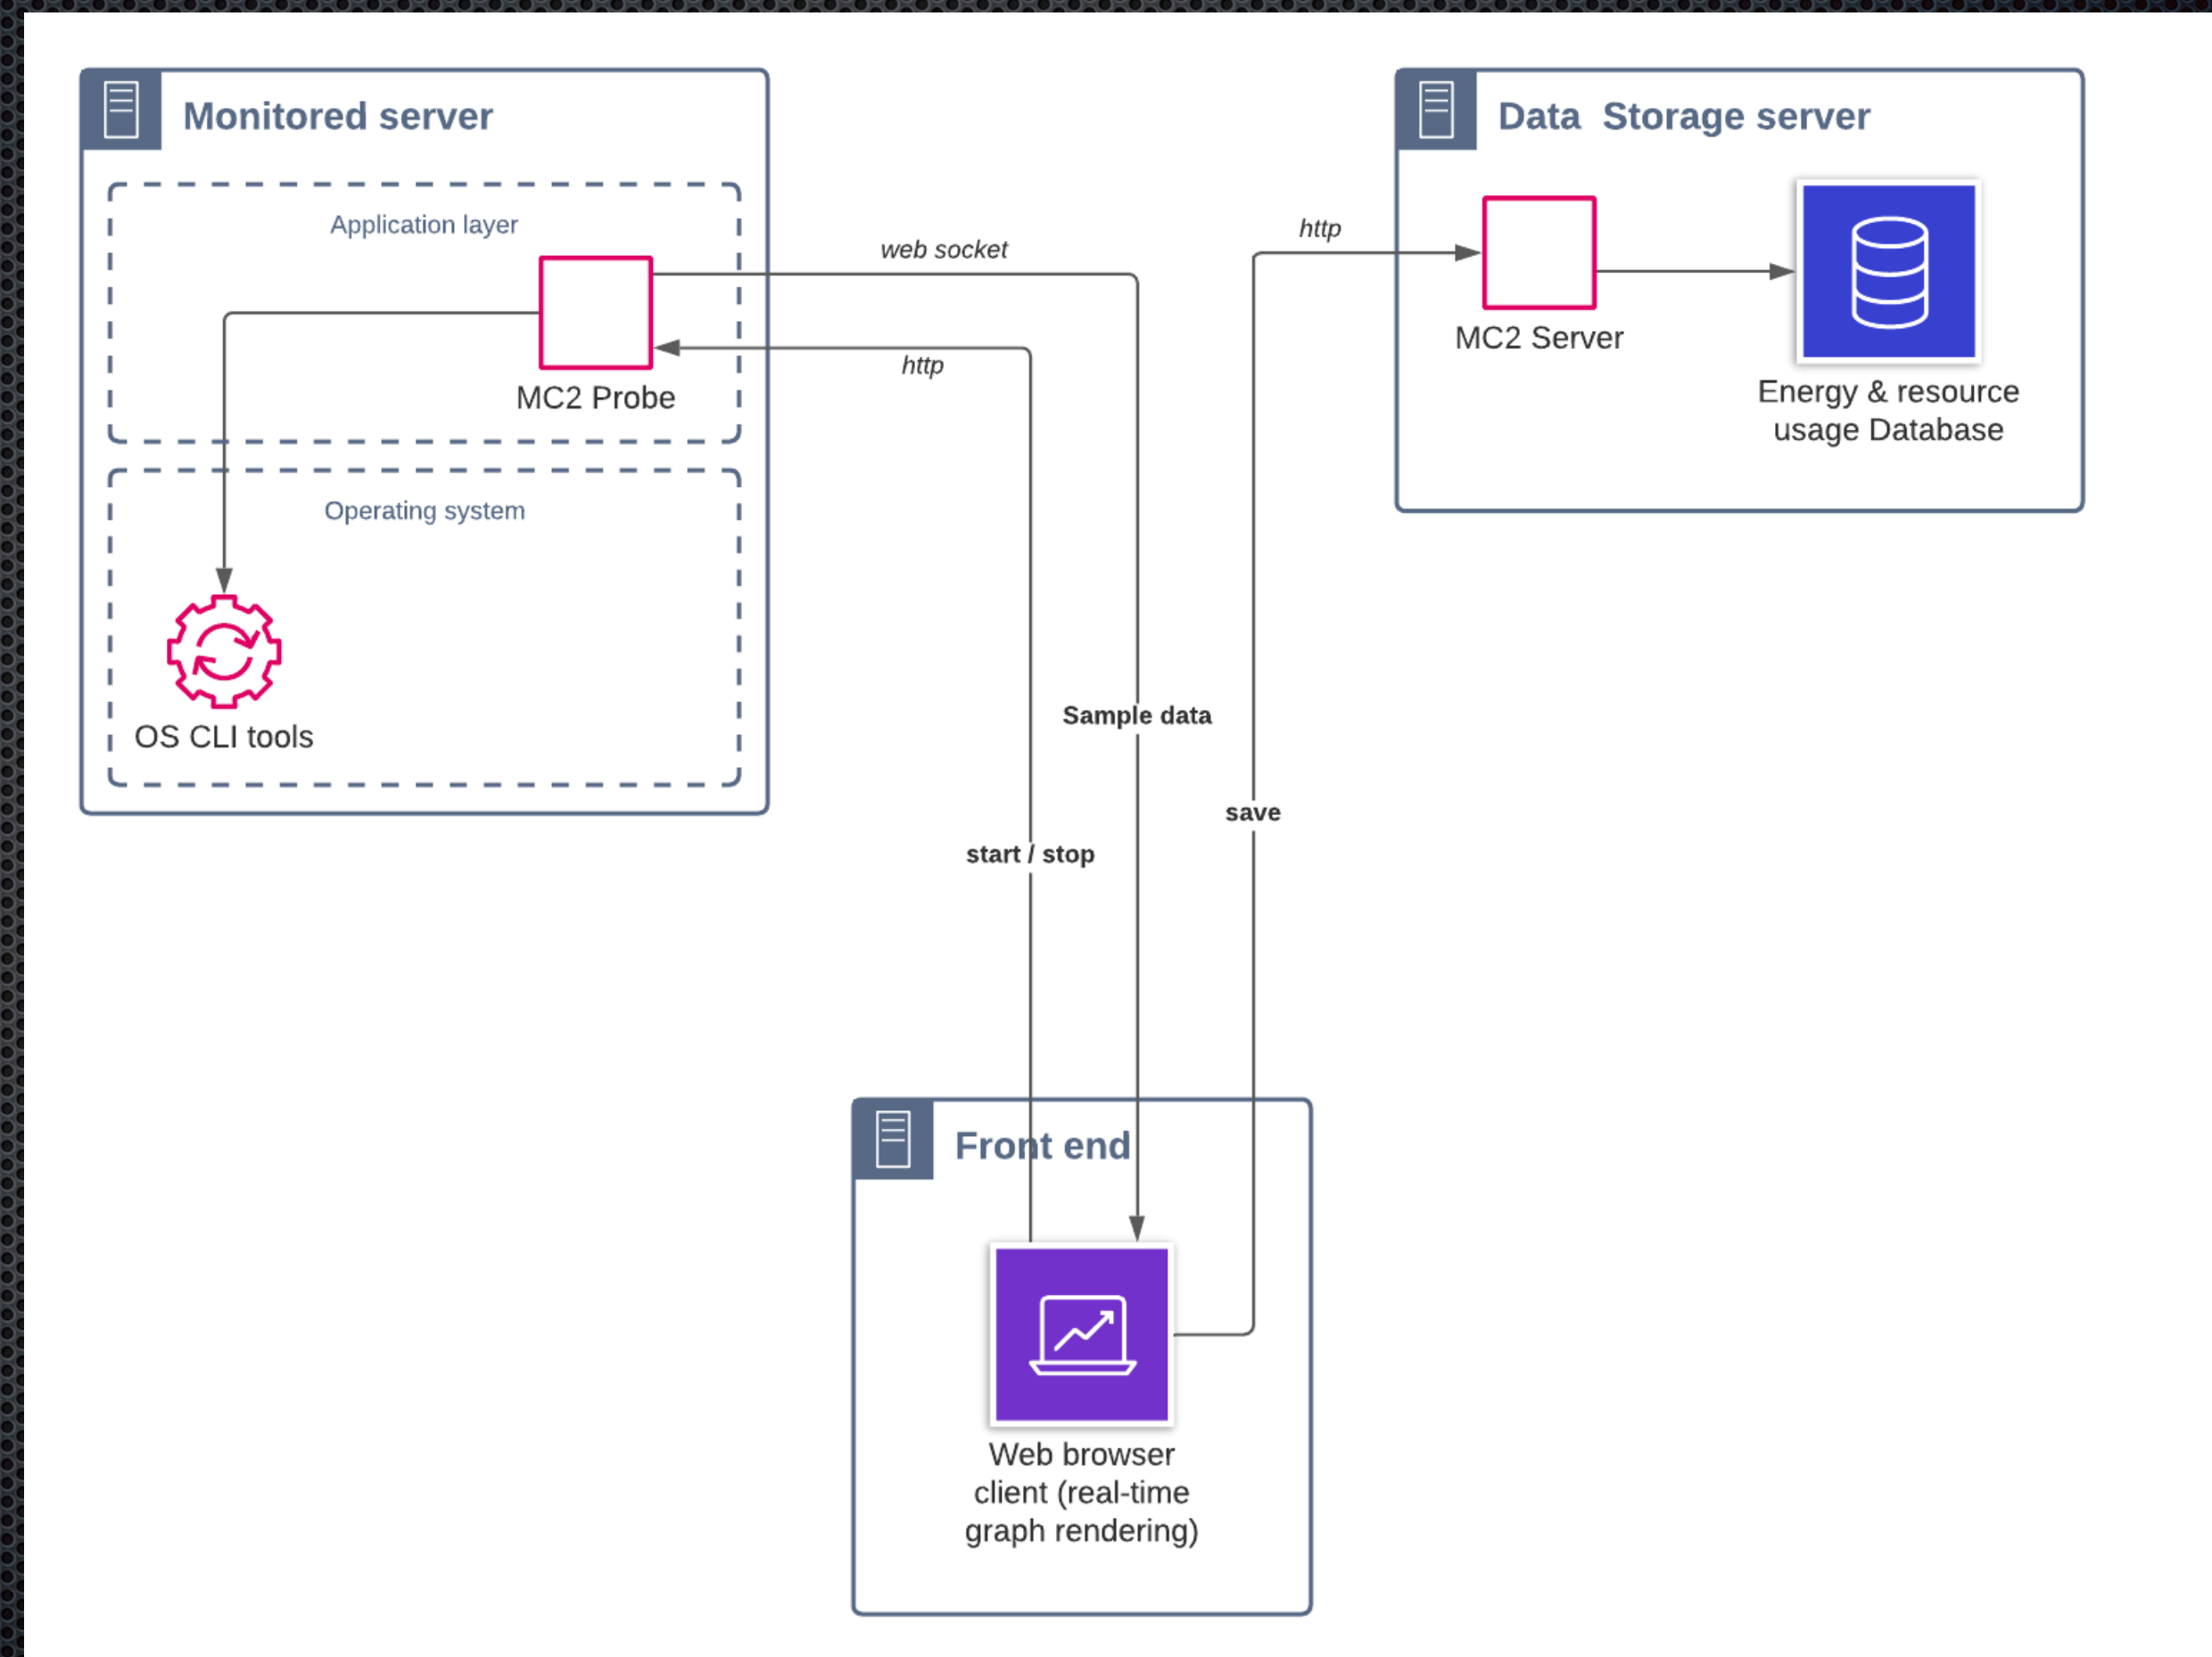 Monitored server
Application layer
MC2 Probe
Operating system
OS CLI tools
web socket
http
Sample data
start / stop
save
http
Data  Storage server
MC2 Server
Energy & resource
usage Database
Front end
Web browser
client (real-time
graph rendering)